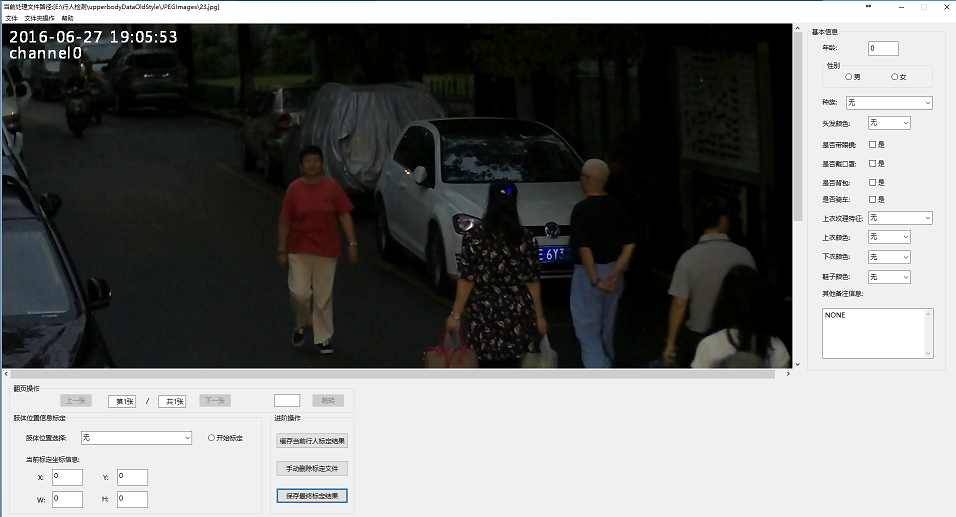 当前处理文件路径:[E:\行人检测\upperbodyDataOldStyle\JPEGImages\23.jpg]
文件 文件夹操作 帮助
2016-06-27 19:05:53
channel0
6Y3
基本信息
年龄: 0
性别
男 女
种族: 无
头发颜色: 无
是否带眼镜: 是
是否戴口罩: 是
是否背包: 是
是否骑车: 是
上衣纹理特征: 无
上衣颜色: 无
下衣颜色: 无
鞋子颜色: 无
其他备注信息:
NONE
翻页操作
上一张 第1张 / 共1张 下一张 跳转
肢体位置信息标定
肢体位置选择: 无 开始标定
当前标定坐标信息:
X: 0 Y: 0
W: 0 H: 0
进阶操作
缓存当前行人标定结果
手动删除标定文件
保存最终标定结果